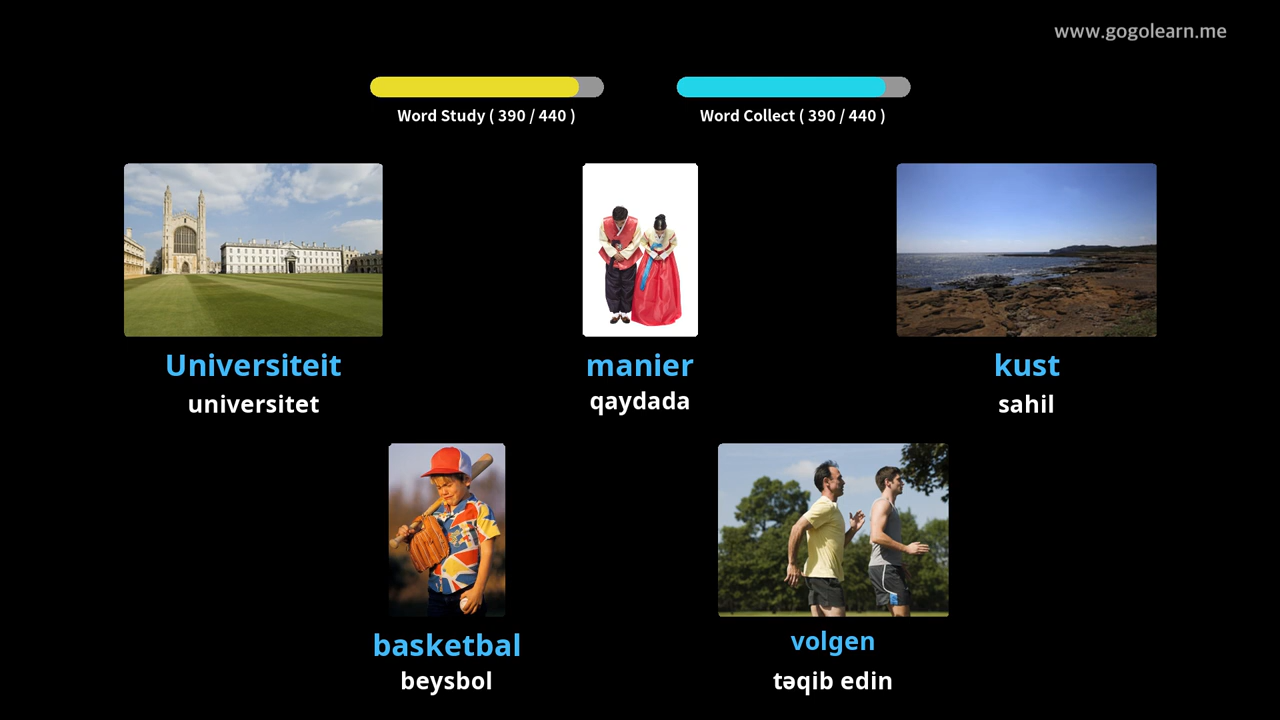 www.gogolearn.me
Word Study ( 390 / 440 )
Word Collect ( 390 / 440 )
Universiteit
universitet
manier
qaydada
kust
sahil
basketbal
beysbol
volgen
təqib edin